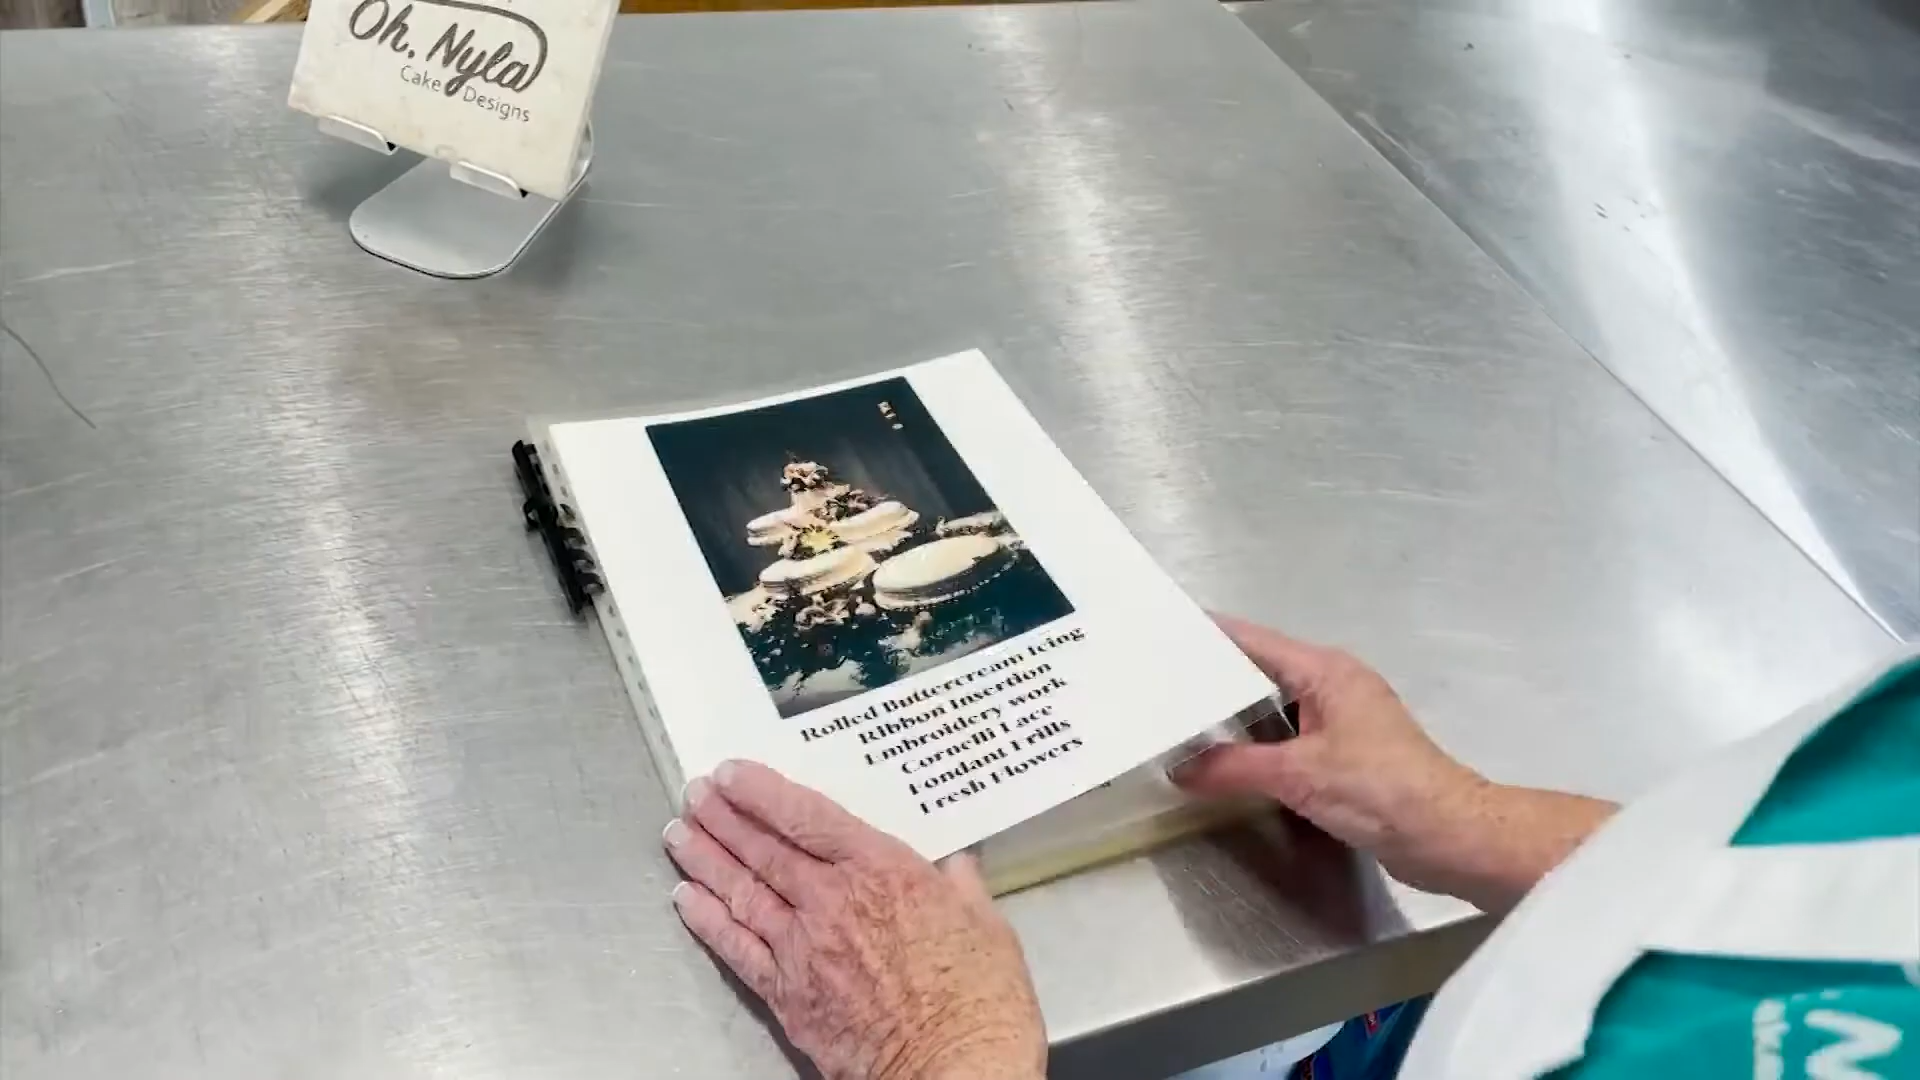 Oh, Nyla
Cake Designs
Rolled Buttercream Icing
Ribbon Insertion
Embroidery work
Cornelli Lace
Fondant Frills
Fresh Flowers